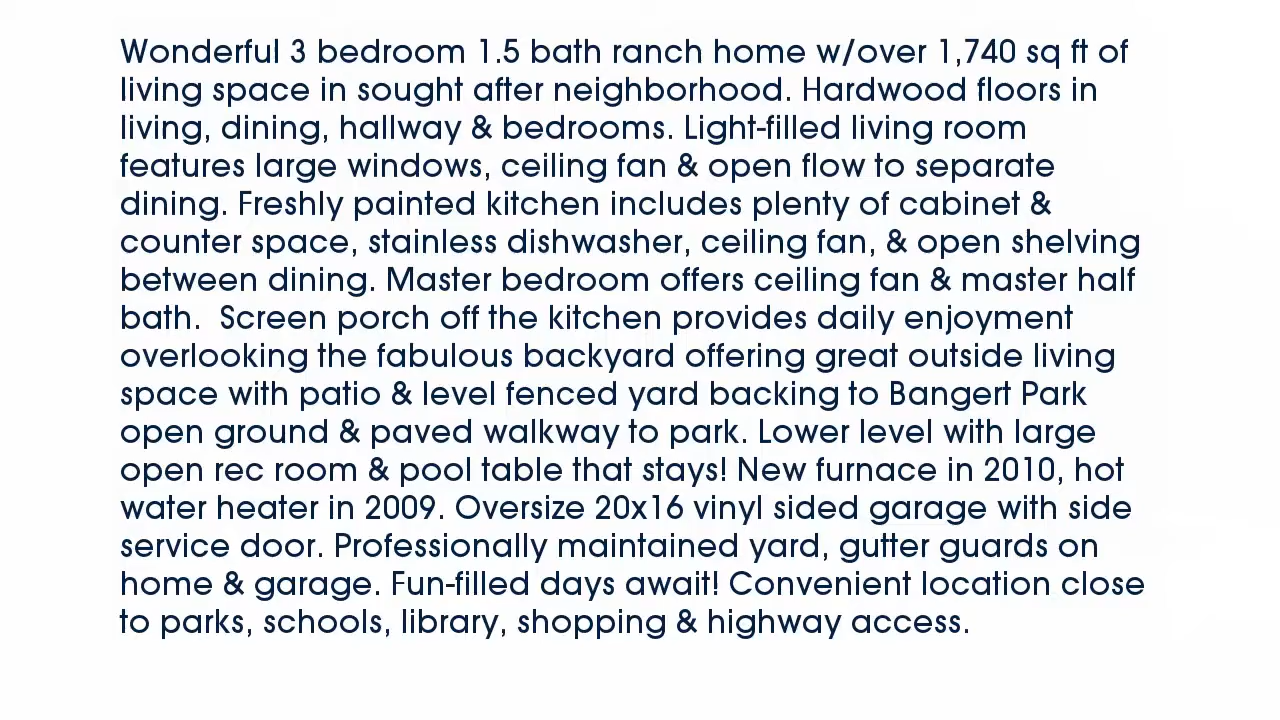 Wonderful 3 bedroom 1.5 bath ranch home w/over 1,740 sq ft of
living space in sought after neighborhood. Hardwood floors in
living, dining, hallway & bedrooms. Light-filled living room
features large windows, ceiling fan & open flow to separate
dining. Freshly painted kitchen includes plenty of cabinet &
counter space, stainless dishwasher, ceiling fan, & open shelving
between dining. Master bedroom offers ceiling fan & master half
bath.  Screen porch off the kitchen provides daily enjoyment
overlooking the fabulous backyard offering great outside living
space with patio & level fenced yard backing to Bangert Park
open ground & paved walkway to park. Lower level with large
open rec room & pool table that stays! New furnace in 2010, hot
water heater in 2009. Oversize 20x16 vinyl sided garage with side
service door. Professionally maintained yard, gutter guards on
home & garage. Fun-filled days await! Convenient location close
to parks, schools, library, shopping & highway access.